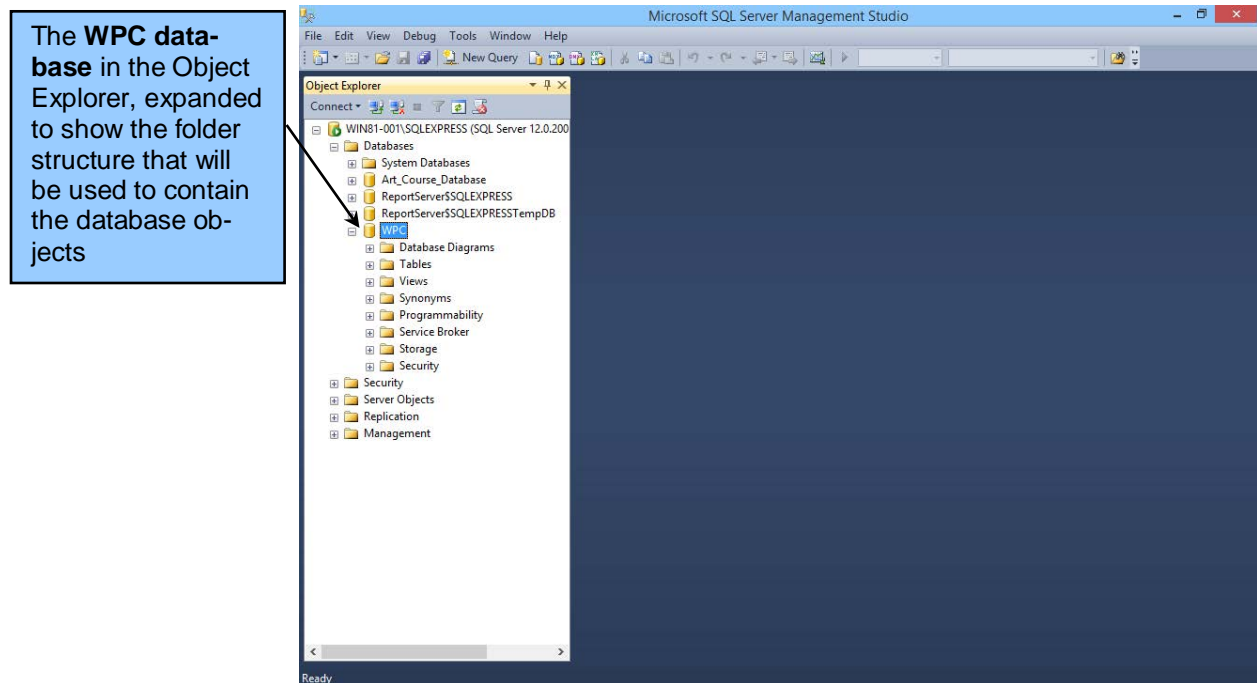 The WPC data-
base in the Object
Explorer, expanded
to show the folder
structure that will
be used to contain
the database ob-
jects
Microsoft SQL Server Management Studio
File Edit View Debug Tools Window Help
New Query
Object Explorer
Connect
WIN81-001\SQLEXPRESS (SQL Server 12.0.200
Databases
System Databases
Art_Course_Database
ReportServer$SQLEXPRESS
ReportServer$SQLEXPRESSTempDB
WPC
Database Diagrams
Tables
Views
Synonyms
Programmability
Service Broker
Storage
Security
Security
Server Objects
Replication
Management
Ready